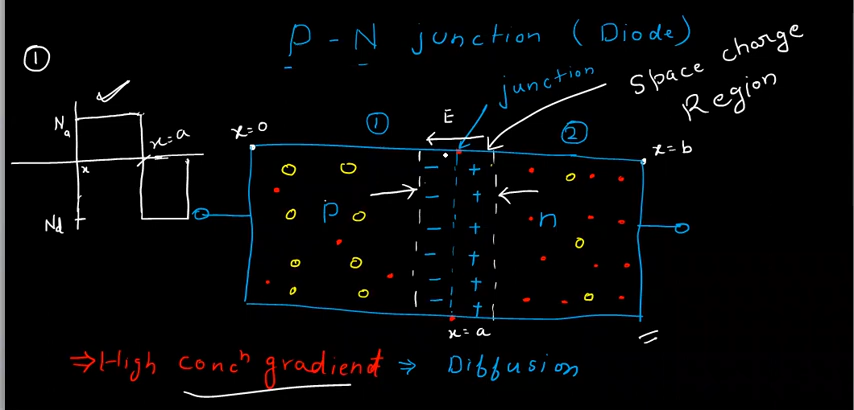 P - N junction (Diode)
①
junction
Space charge
Region
Na
x=a
x
Nd
x=0
①
E
②
x=b
p
n
- +
- +
- +
- +
- +
- +
x=a
⇒ High concn gradient ⇒ Diffusion